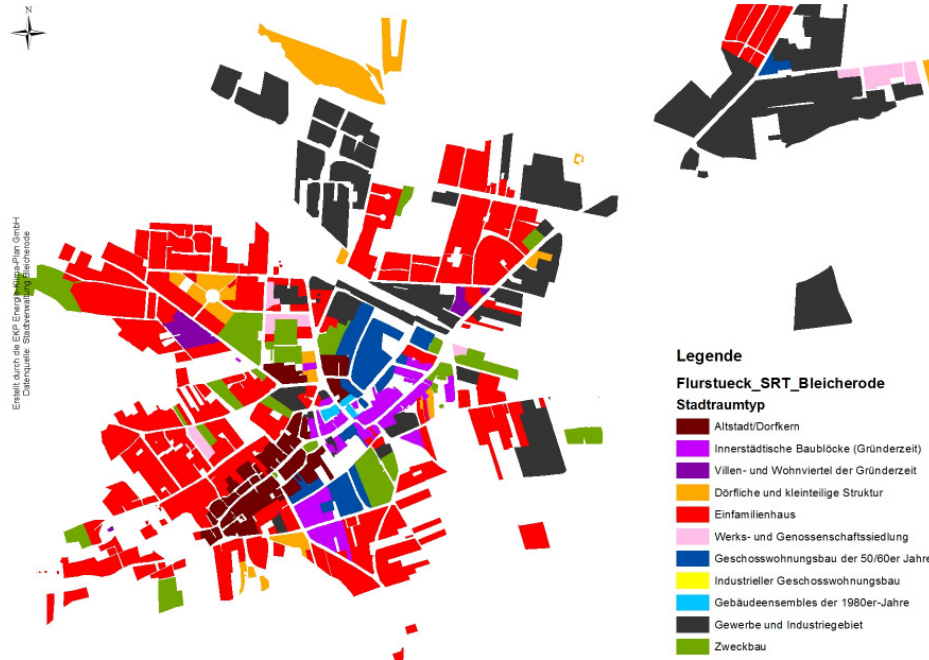 N
Erstellt durch die EKP Energie-Klima-Plan GmbH
Datenquelle: Stadtverwaltung Bleicherode
Legende
Flurstueck_SRT_Bleicherode
Stadtraumtyp
Altstadt/Dorfkern
Innerstädtische Baublöcke (Gründerzeit)
Villen- und Wohnviertel der Gründerzeit
Dörfliche und kleinteilige Struktur
Einfamilienhaus
Werks- und Genossenschaftssiedlung
Geschosswohnungsbau der 50/60er Jahre
Industrieller Geschosswohnungsbau
Gebäudeensembles der 1980er-Jahre
Gewerbe und Industriegebiet
Zweckbau